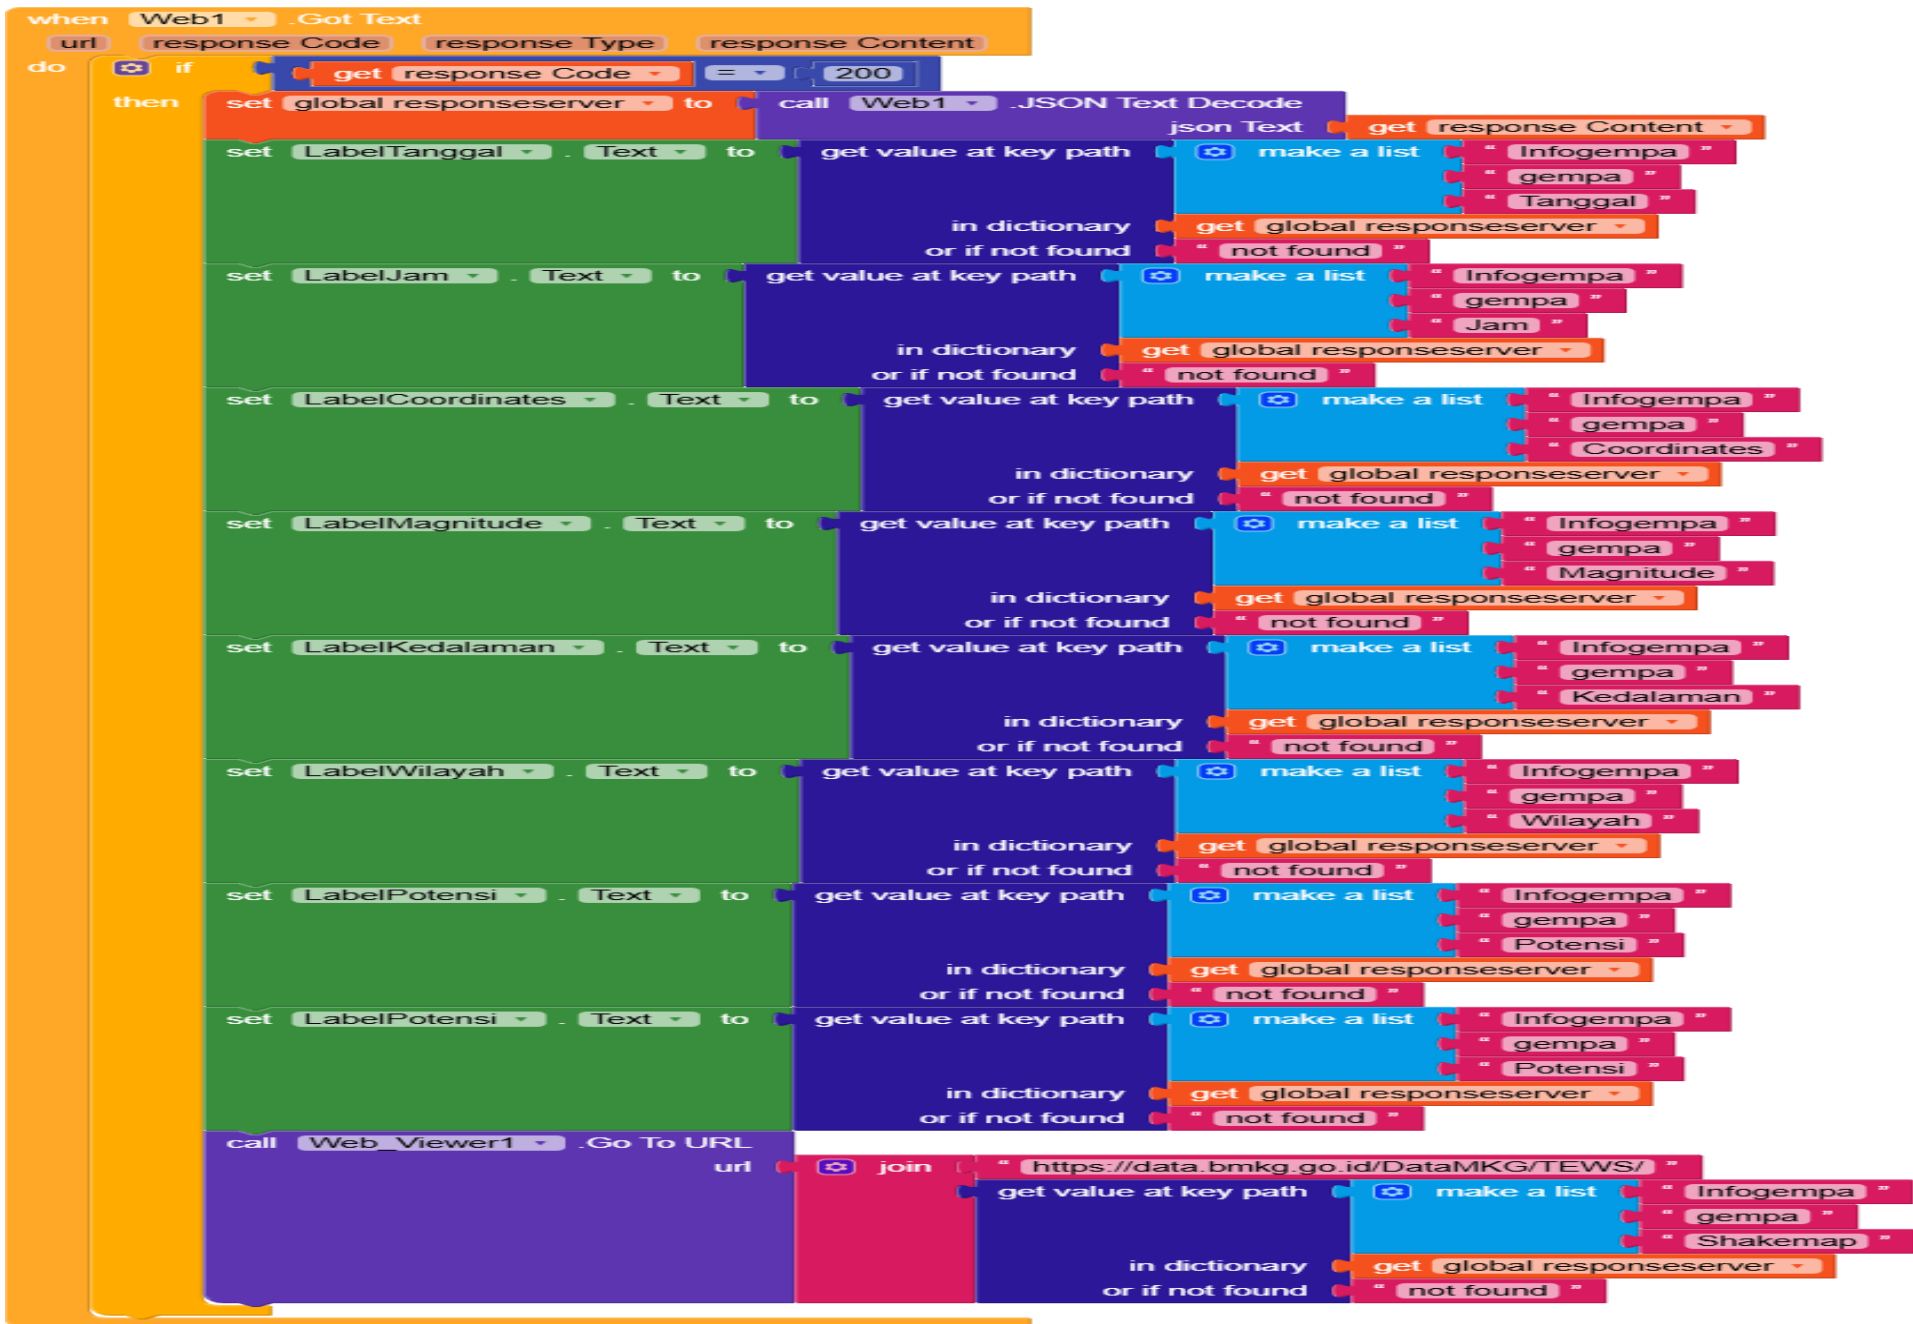 when Web1 .Got Text
url response Code response Type response Content
do if get response Code = 200
then set global responseserver to call Web1 .JSON Text Decode
json Text get response Content
set LabelTanggal . Text to get value at key path make a list " Infogempa "
" gempa "
" Tanggal "
in dictionary get global responseserver
or if not found " not found "
set LabelJam . Text to get value at key path make a list " Infogempa "
" gempa "
" Jam "
in dictionary get global responseserver
or if not found " not found "
set LabelCoordinates . Text to get value at key path make a list " Infogempa "
" gempa "
" Coordinates "
in dictionary get global responseserver
or if not found " not found "
set LabelMagnitude . Text to get value at key path make a list " Infogempa "
" gempa "
" Magnitude "
in dictionary get global responseserver
or if not found " not found "
set LabelKedalaman . Text to get value at key path make a list " Infogempa "
" gempa "
" Kedalaman "
in dictionary get global responseserver
or if not found " not found "
set LabelWilayah . Text to get value at key path make a list " Infogempa "
" gempa "
" Wilayah "
in dictionary get global responseserver
or if not found " not found "
set LabelPotensi . Text to get value at key path make a list " Infogempa "
" gempa "
" Potensi "
in dictionary get global responseserver
or if not found " not found "
set LabelPotensi . Text to get value at key path make a list " Infogempa "
" gempa "
" Potensi "
in dictionary get global responseserver
or if not found " not found "
call Web_Viewer1 .Go To URL
url join " https://data.bmkg.go.id/DataMKG/TEWS/ "
get value at key path make a list " Infogempa "
" gempa "
" Shakemap "
in dictionary get global responseserver
or if not found " not found "